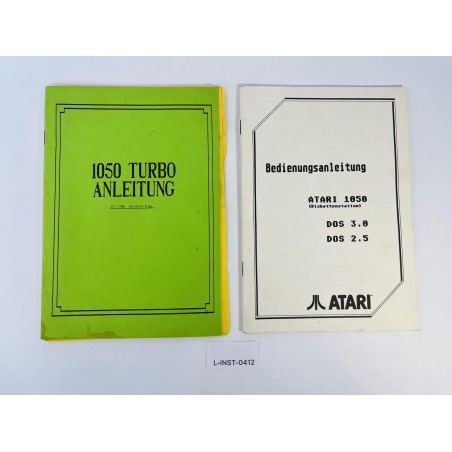 1050 TURBO
ANLEITUNG
Bedienungsanleitung
ATARI 1050
(Diskettenstation)
DOS 3.0
DOS 2.5
ATARI
L-INST-0412